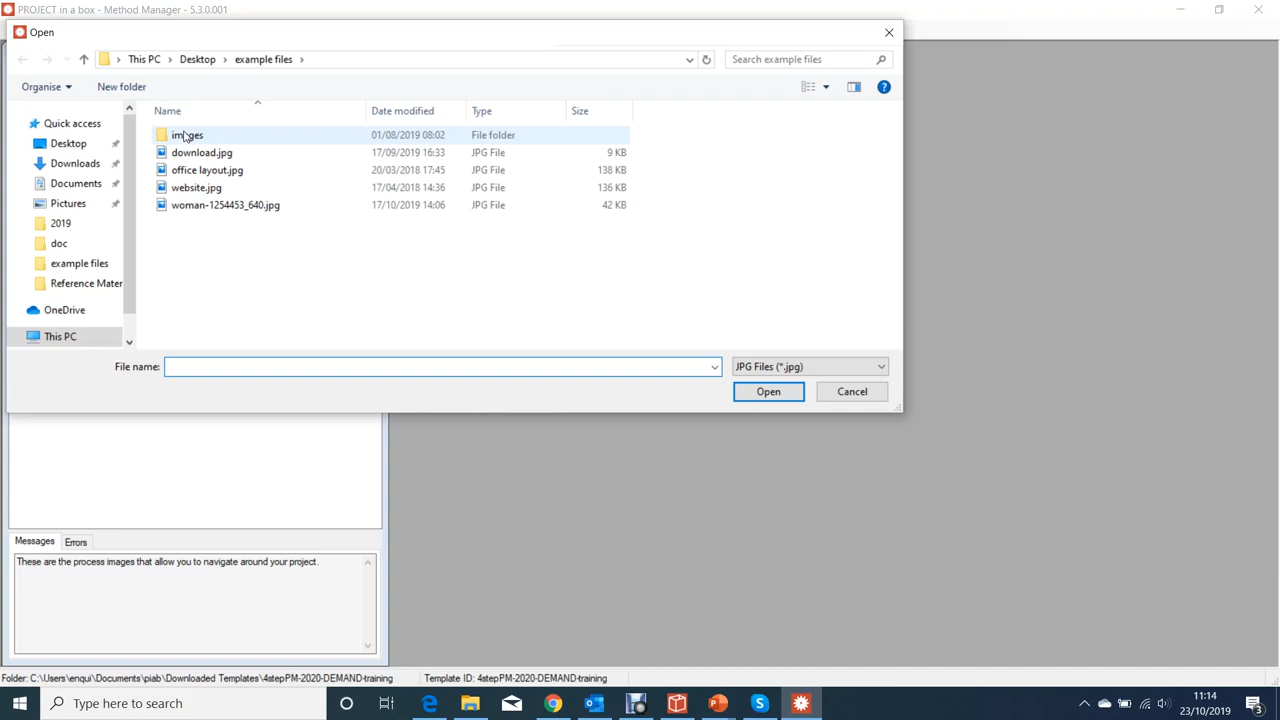 PROJECT in a box - Method Manager - 5.3.0.001
Open
This PC > Desktop > example files >
Search example files
Organise
New folder
Name
Date modified
Type
Size
Quick access
Desktop
Downloads
Documents
Pictures
2019
doc
example files
Reference Mater
OneDrive
This PC
images 01/08/2019 08:02 File folder
download.jpg 17/09/2019 16:33 JPG File 9 KB
office layout.jpg 20/03/2018 17:45 JPG File 138 KB
website.jpg 17/04/2018 14:36 JPG File 136 KB
woman-1254453_640.jpg 17/10/2019 14:06 JPG File 42 KB
File name:
JPG Files (*.jpg)
Open
Cancel
Messages
Errors
These are the process images that allow you to navigate around your project.
Folder: C:\Users\enqui\Documents\piab\Downloaded Templates\4stepPM-2020-DEMAND-training
Template ID: 4stepPM-2020-DEMAND-training
Type here to search
11:14
23/10/2019
3